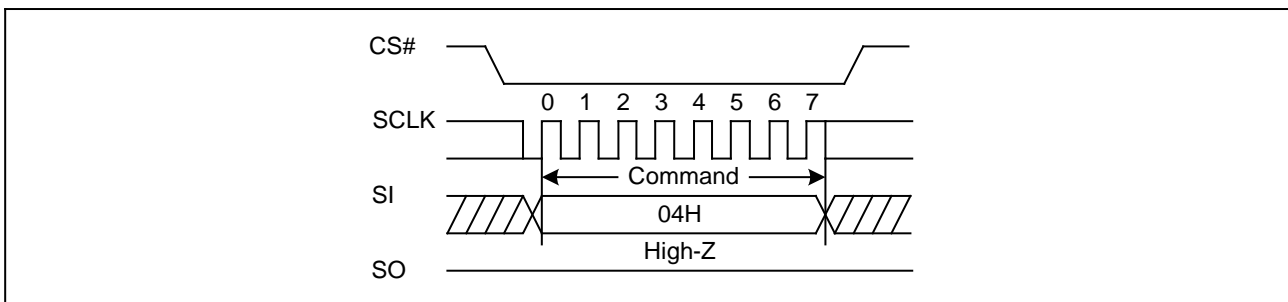 CS#
0 1 2 3 4 5 6 7
SCLK
Command
SI
04H
High-Z
SO